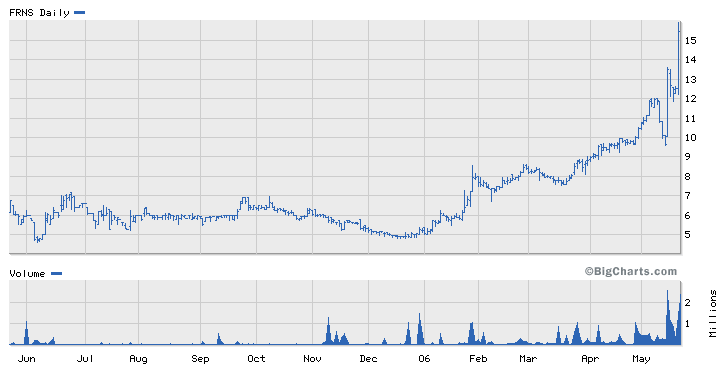 FRNS Daily
15
14
13
12
11
10
9
8
7
6
5
©BigCharts.com
Volume
2
1
Millions
Jun Jul Aug Sep Oct Nov Dec 06 Feb Mar Apr May